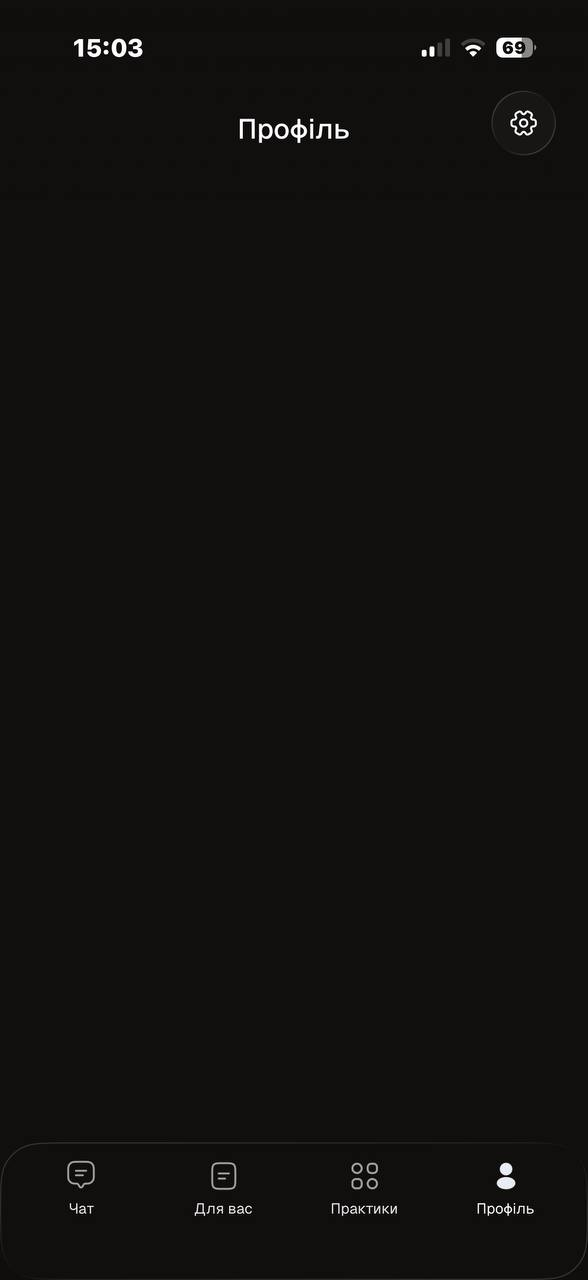 15:03
69
Профіль
Чат
Для вас
Практики
Профіль